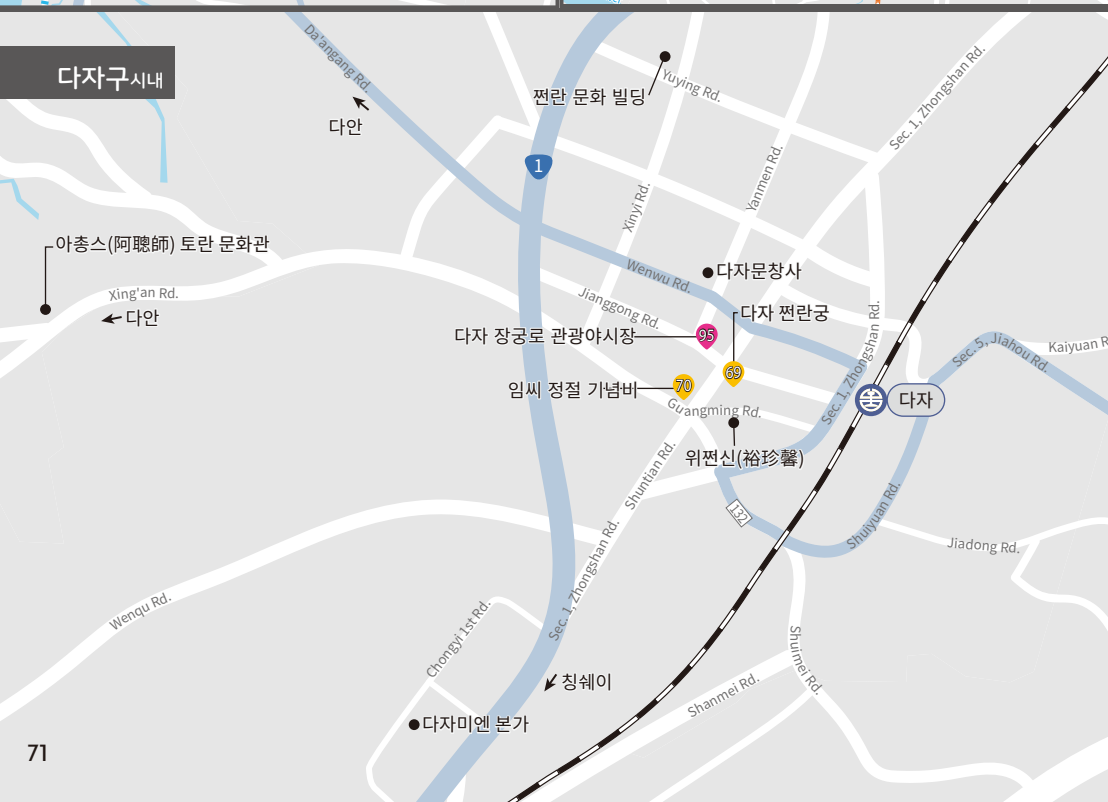 다자구시내
Da'angang Rd.
다안
쩐란 문화 빌딩
Yuying Rd.
Sec. 1, Zhongshan Rd.
1
Yanmen Rd.
Xinyi Rd.
아총스(阿聰師) 토란 문화관
Xing'an Rd.
다안
Wenwu Rd.
다자문창사
Jianggong Rd.
다자 쩐란궁
다자 장궁로 관광야시장
95
69
70
임씨 정절 기념비
Guangming Rd.
위쩐신(裕珍馨)
Sec. 1, Zhongshan Rd.
다자
Sec. 5, Jiahou Rd.
Kaiyuan R
Shuntian Rd.
132
Shuiyuan Rd.
Jiadong Rd.
Sec. 1, Zhongshan Rd.
Wenqu Rd.
Chongyi 1st Rd.
Shuimei Rd.
칭쉐이
Shanmei Rd.
다자미엔 본가
71